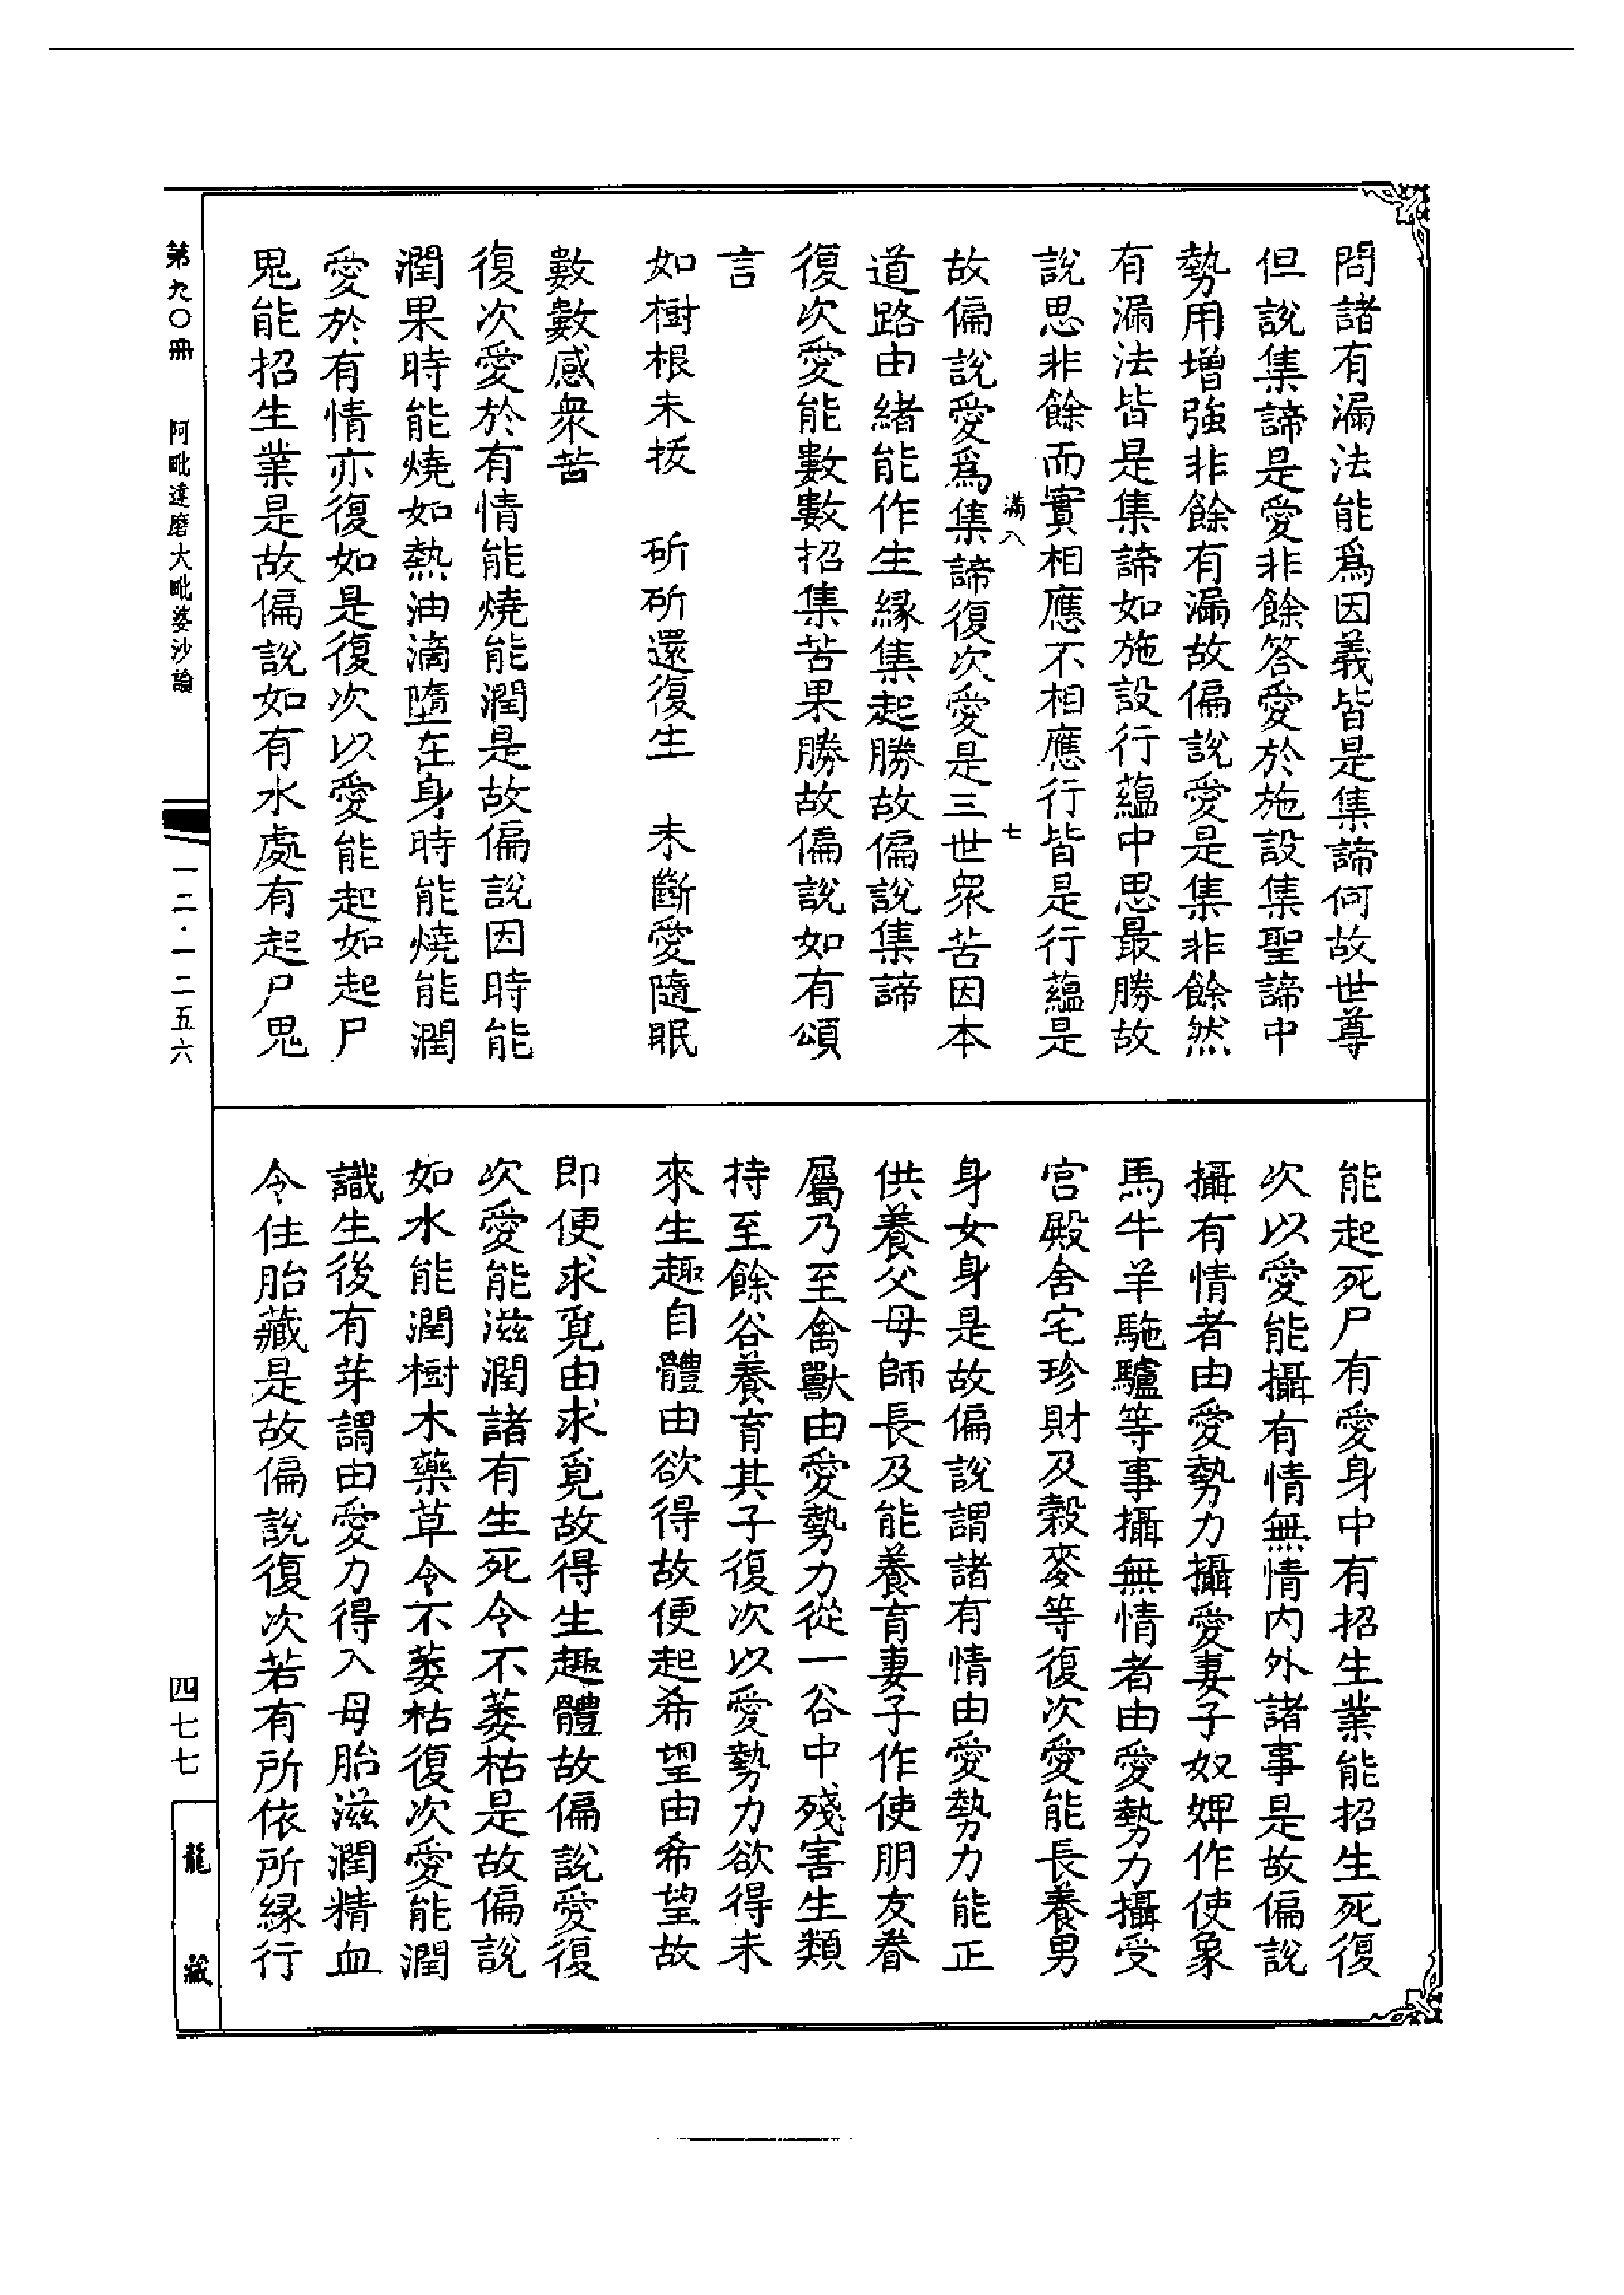 問諸有漏法能為因義皆是集諦何故世尊
但說集諦是愛非餘答愛於施設集聖諦中
勢用增強非餘有漏故偏說愛是集非餘然
有漏法皆是集諦如施設行蘊中思最勝故
說思非餘而實相應不相應行皆是行蘊是
滿八 七
故偏說愛為集諦復次愛是三世眾苦因本
道路由緒能作生緣集起勝故偏說集諦
復次愛能數數招集苦果勝故偏說如有頌
言
如樹根未拔 斫斫還復生 未斷愛隨眠
數數感眾苦
復次愛於有情能燒能潤是故偏說因時能
潤果時能燒如熱油滴墮在身時能燒能潤
愛於有情亦復如是復次以愛能起如起尸
鬼能招生業是故偏說如有水處有起尸鬼
能起死尸有愛身中有招生業能招生死復
次以愛能攝有情無情內外諸事是故偏說
攝有情者由愛勢力攝愛妻子奴婢作使象
馬牛羊駞驢等事攝無情者由愛勢力攝受
宮殿舍宅珍財及穀麥等復次愛能長養男
身女身是故偏說謂諸有情由愛勢力能正
供養父母師長及能養育妻子作使朋友眷
屬乃至禽獸由愛勢力從一谷中殘害生類
持至餘谷養育其子復次以愛勢力欲得未
來生趣自體由欲得故便起希望由希望故
即便求覓由求覓故得生趣體故偏說愛復
次愛能滋潤諸有生死令不萎枯是故偏說
如水能潤樹木藥草令不萎枯復次愛能潤
識生後有芽謂由愛力得入母胎滋潤精血
令住胎藏是故偏說復次若有所依所緣行
第九〇冊 阿毗達磨大毗婆沙論 一二·一二五六 四七七 龍藏